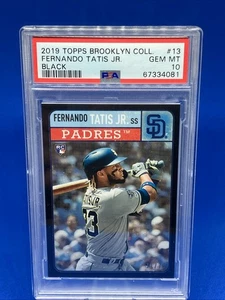 2019 TOPPS BROOKLYN COLL. #13
FERNANDO TATIS JR. GEM MT
BLACK PSA 10
67334081
FERNANDO TATIS JR. SS
PADRES
SD
RC
23